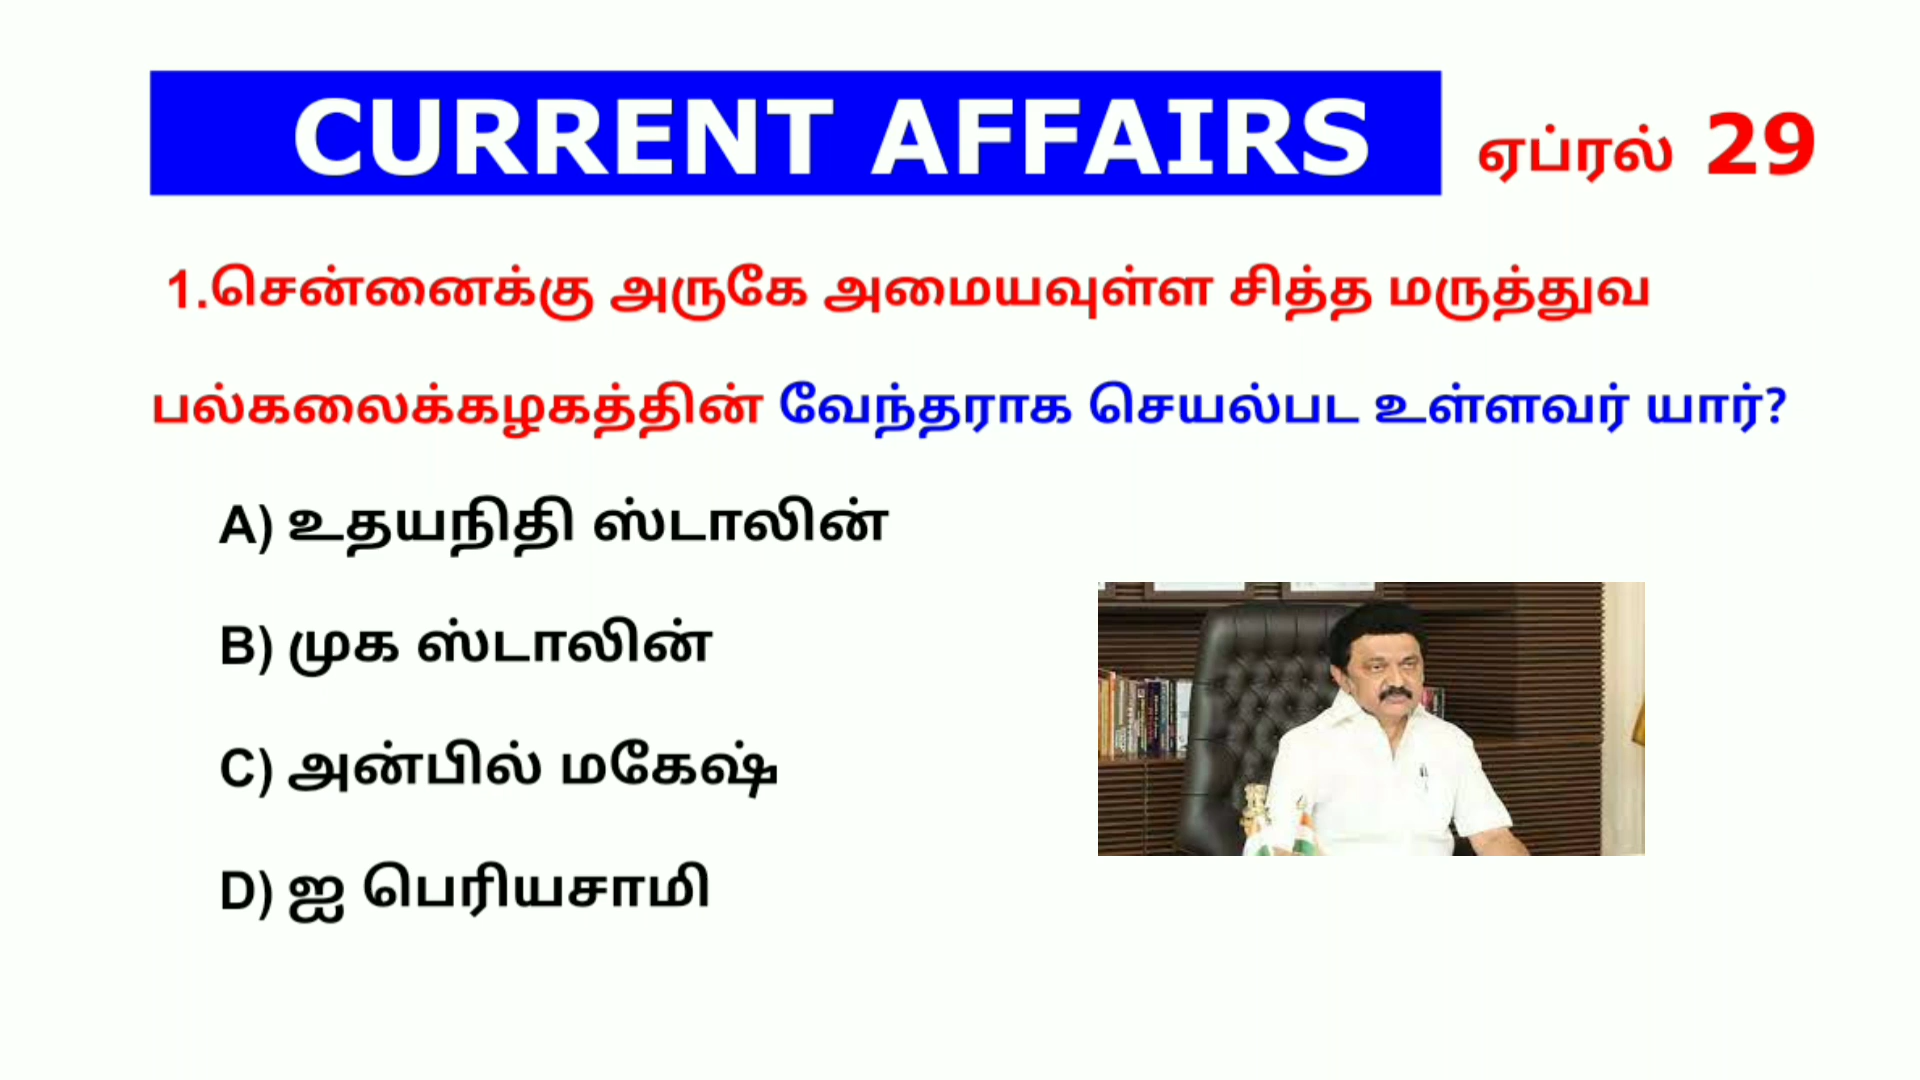 CURRENT AFFAIRS ஏப்ரல் 29
1.சென்னைக்கு அருகே அமையவுள்ள சித்த மருத்துவ
பல்கலைக்கழகத்தின் வேந்தராக செயல்பட உள்ளவர் யார்?
A) உதயநிதி ஸ்டாலின்
B) முக ஸ்டாலின்
C) அன்பில் மகேஷ்
D) ஐ பெரியசாமி